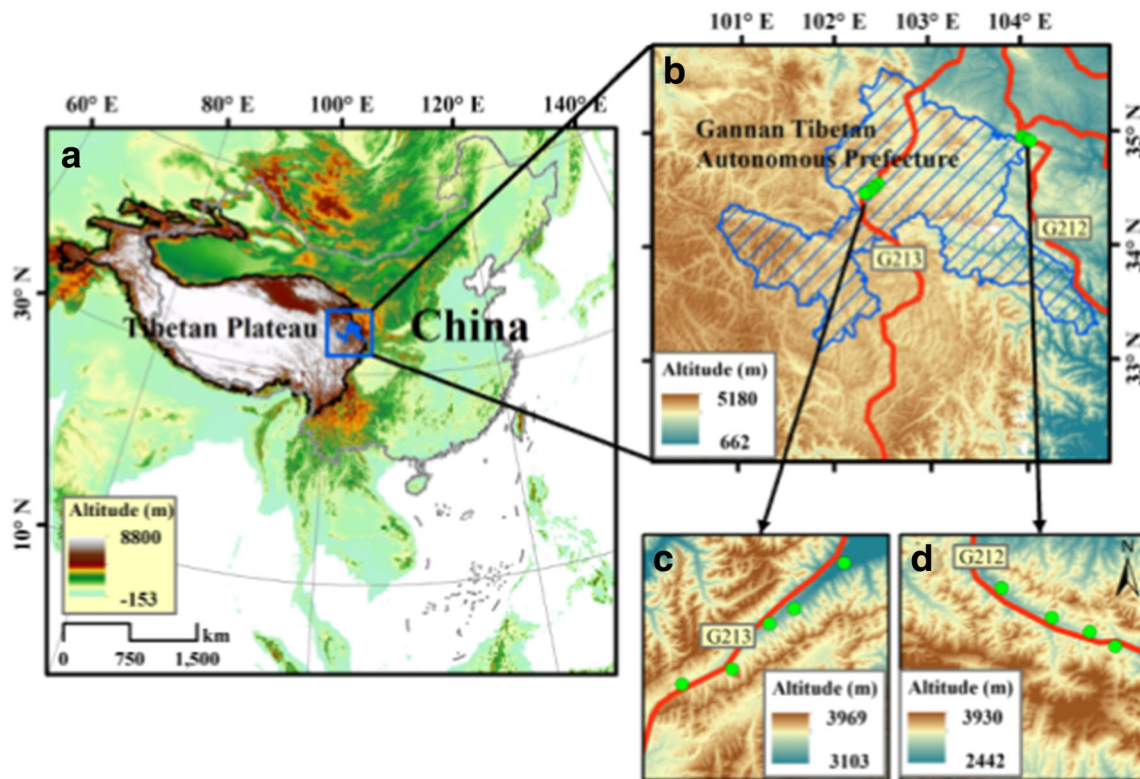 a
60° E
80° E
100° E
120° E
140° E
30° N
10° N
Tibetan Plateau
China
Altitude (m)
8800
-153
km
0
750
1,500
b
101° E
102° E
103° E
104° E
35° N
34° N
33° N
Gannan Tibetan
Autonomous Prefecture
G212
G213
Altitude (m)
5180
662
c
G213
Altitude (m)
3969
3103
d
G212
N
Altitude (m)
3930
2442